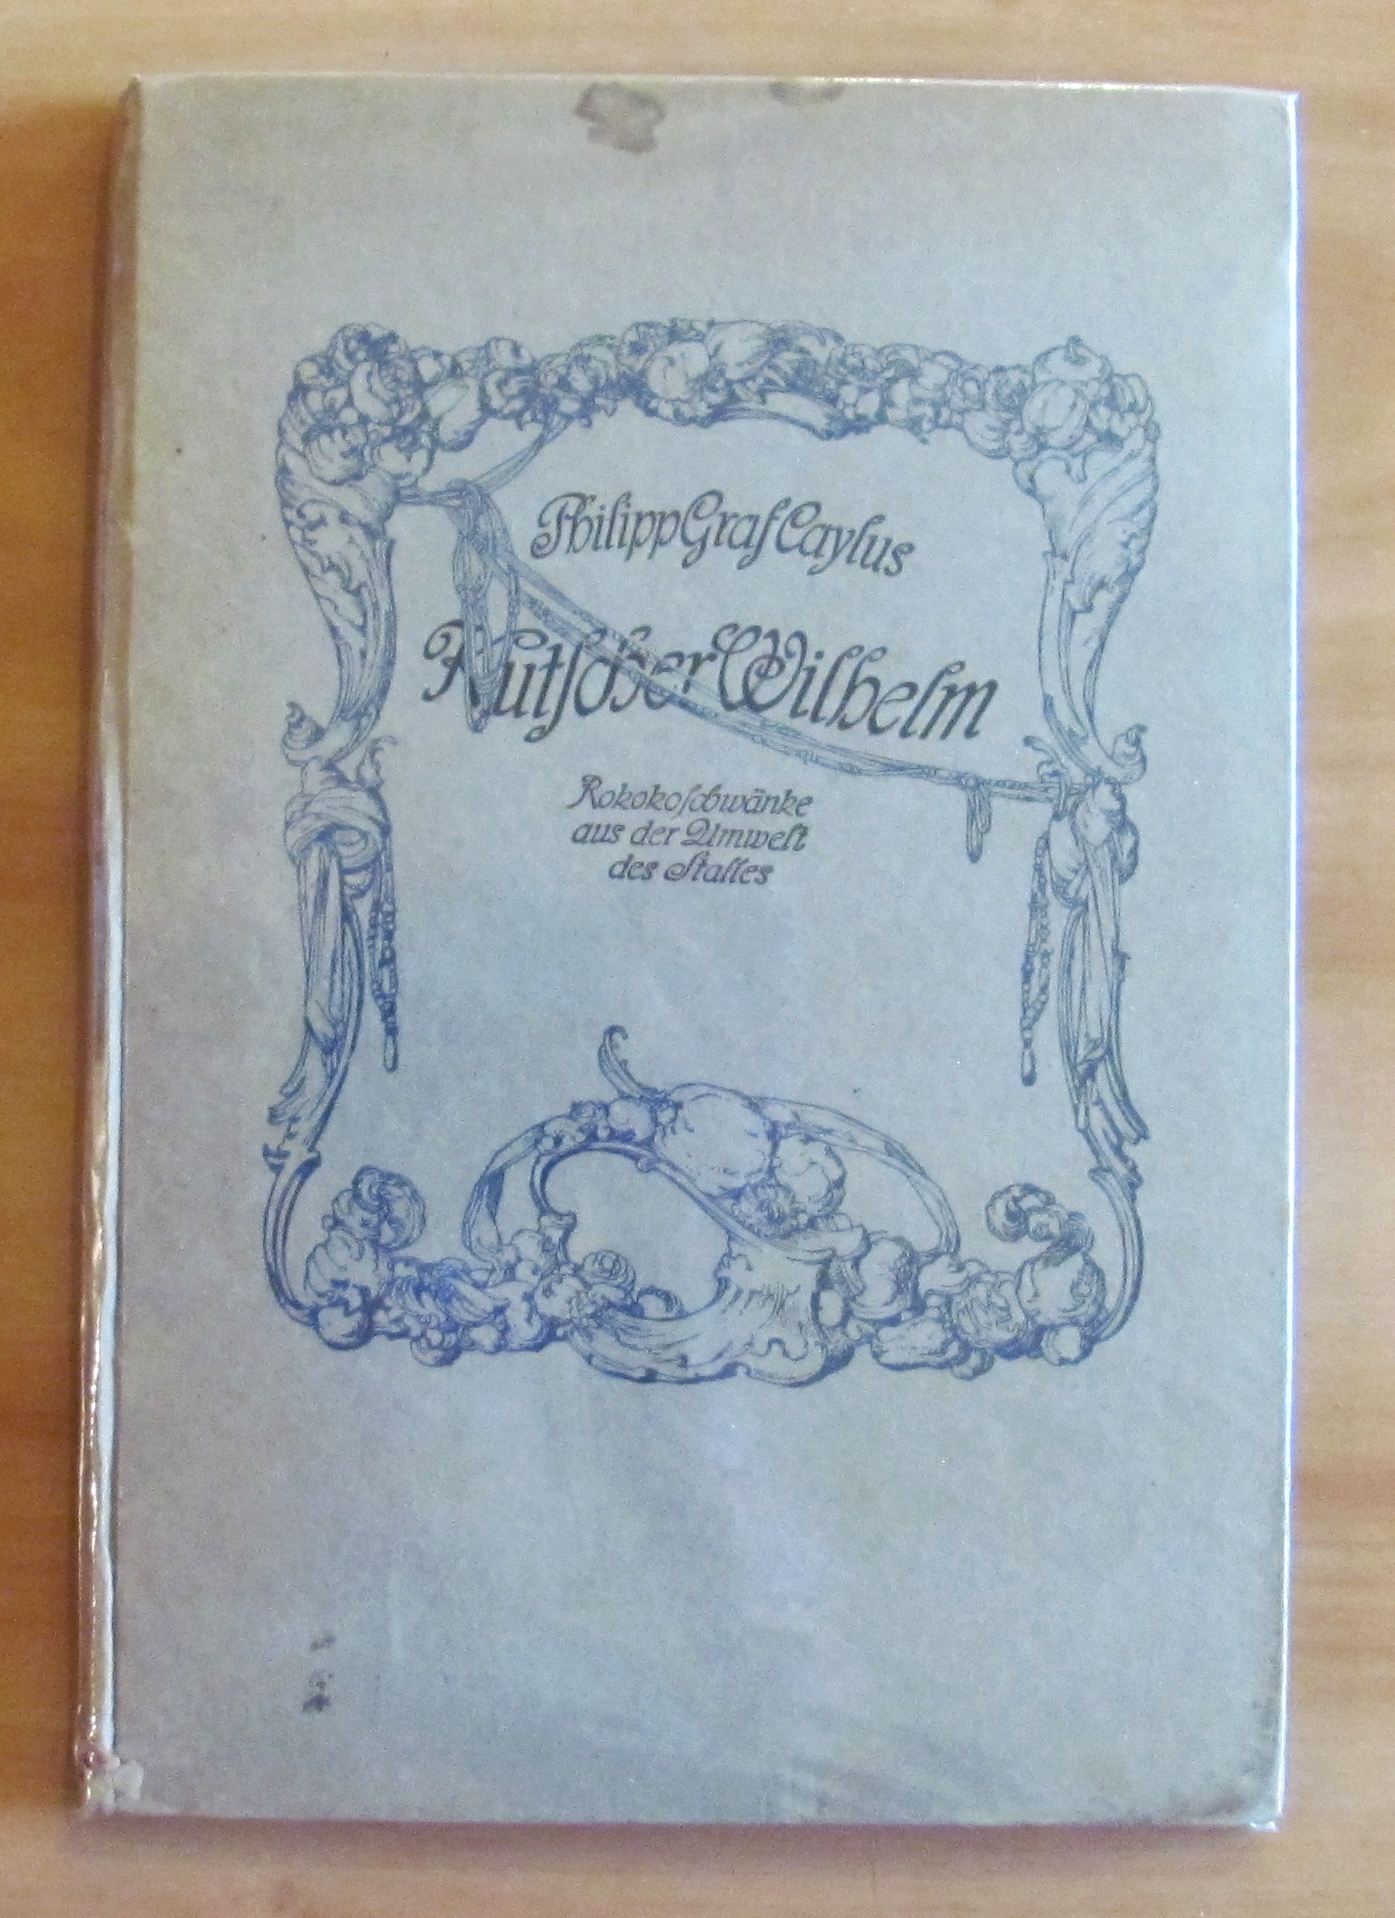 Philipp Graf Caylus
Kutscher Wilhelm
Rokokoschwänke
aus der Umwelt
des Stalles